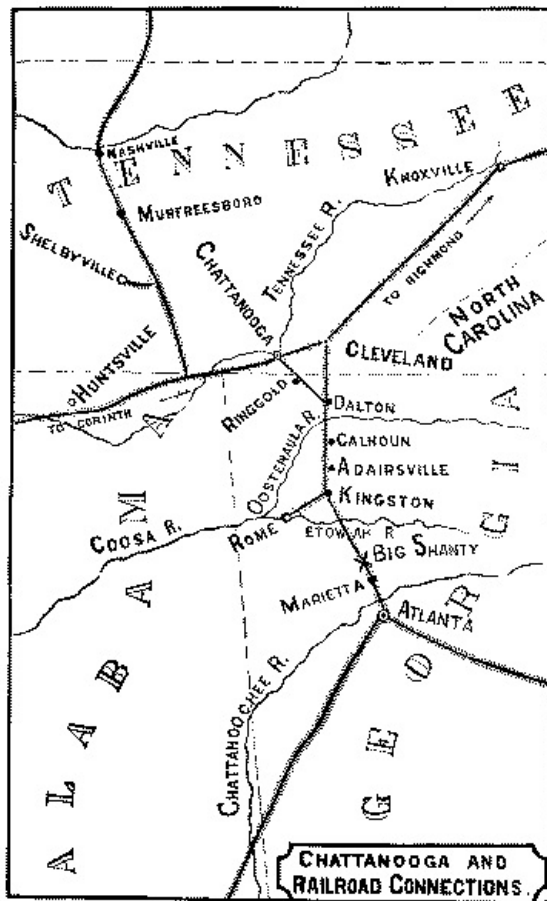 TENNESSEE
NASHVILLE
KNOXVILLE
MURFREESBORO
TENNESSEE R.
SHELBYVILLE
CHATTANOOGA
TO RICHMOND
NORTH
CAROLINA
CLEVELAND
HUNTSVILLE
TO CORINTH
RINGGOLD
DALTON
OOSTENAULA R.
CALHOUN
ADAIRSVILLE
KINGSTON
COOSA R.
ROME
ETOWAH R
BIG SHANTY
MARIETTA
ATLANTA
CHATTAHOOCHEE R.
ALABAMA
GEORGIA
CHATTANOOGA AND
RAILROAD CONNECTIONS.